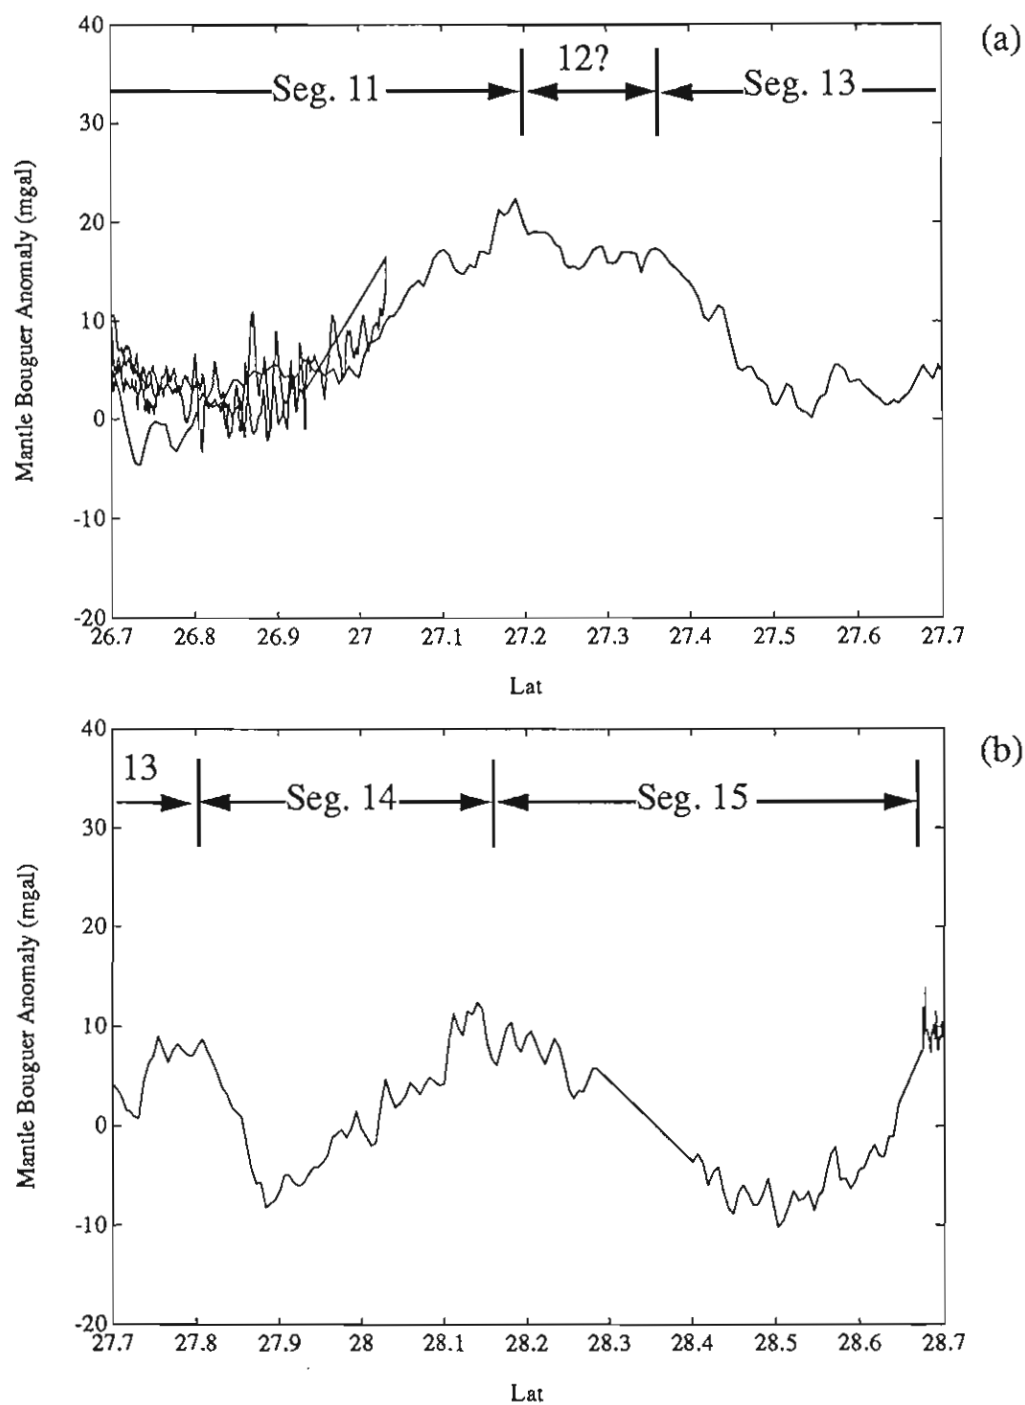 (a)
40
12?
Seg. 11
Seg. 13
30
20
10
0
-10
-20
Mantle Bouguer Anomaly (mgal)
26.7 26.8 26.9 27 27.1 27.2 27.3 27.4 27.5 27.6 27.7
Lat
(b)
40
13
Seg. 14
Seg. 15
30
20
10
0
-10
-20
Mantle Bouguer Anomaly (mgal)
27.7 27.8 27.9 28 28.1 28.2 28.3 28.4 28.5 28.6 28.7
Lat